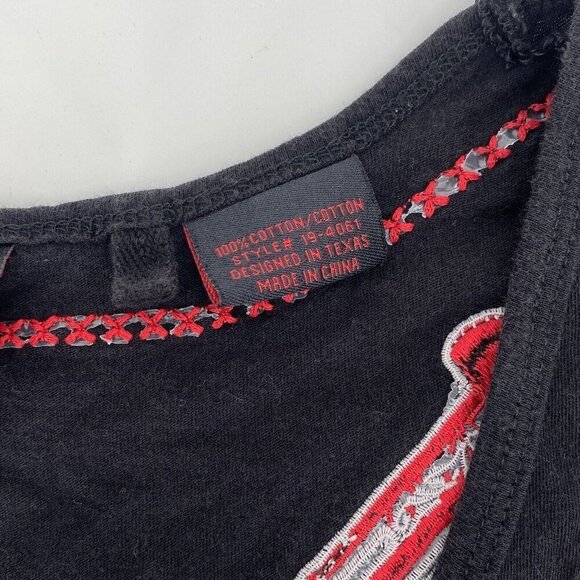 100% COTTON/COTTON
STYLE# 19-4061
DESIGNED IN TEXAS
MADE IN CHINA